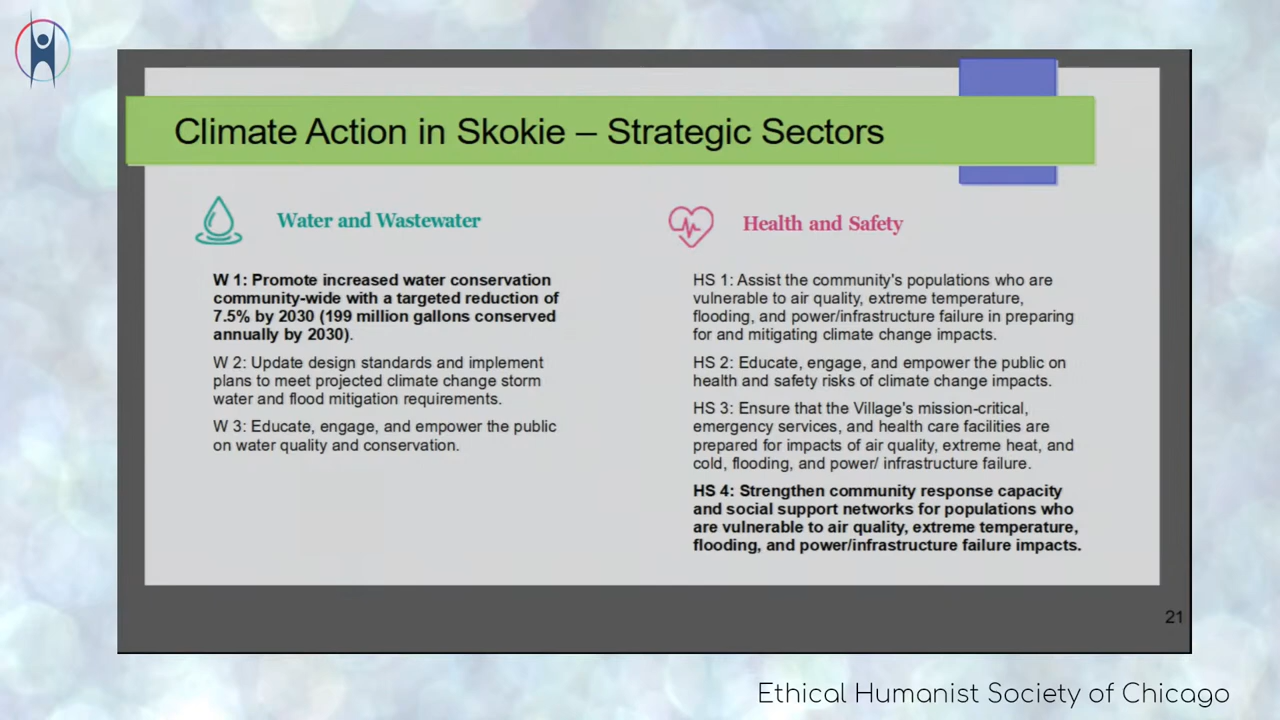 Climate Action in Skokie – Strategic Sectors
Water and Wastewater
W 1: Promote increased water conservation
community-wide with a targeted reduction of
7.5% by 2030 (199 million gallons conserved
annually by 2030).
W 2: Update design standards and implement
plans to meet projected climate change storm
water and flood mitigation requirements.
W 3: Educate, engage, and empower the public
on water quality and conservation.
Health and Safety
HS 1: Assist the community's populations who are
vulnerable to air quality, extreme temperature,
flooding, and power/infrastructure failure in preparing
for and mitigating climate change impacts.
HS 2: Educate, engage, and empower the public on
health and safety risks of climate change impacts.
HS 3: Ensure that the Village's mission-critical,
emergency services, and health care facilities are
prepared for impacts of air quality, extreme heat, and
cold, flooding, and power/ infrastructure failure.
HS 4: Strengthen community response capacity
and social support networks for populations who
are vulnerable to air quality, extreme temperature,
flooding, and power/infrastructure failure impacts.
21
Ethical Humanist Society of Chicago